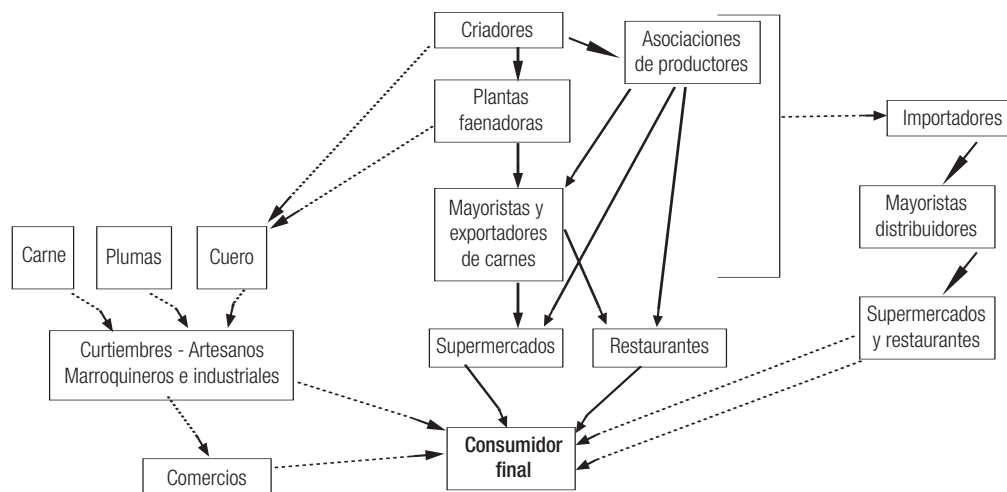 Criadores
Asociaciones
de productores
Plantas
faenadoras
Importadores
Mayoristas y
exportadores
de carnes
Mayoristas
distribuidores
Carne
Plumas
Cuero
Supermercados
y restaurantes
Curtiembres - Artesanos
Marroquineros e industriales
Supermercados
Restaurantes
Consumidor
final
Comercios